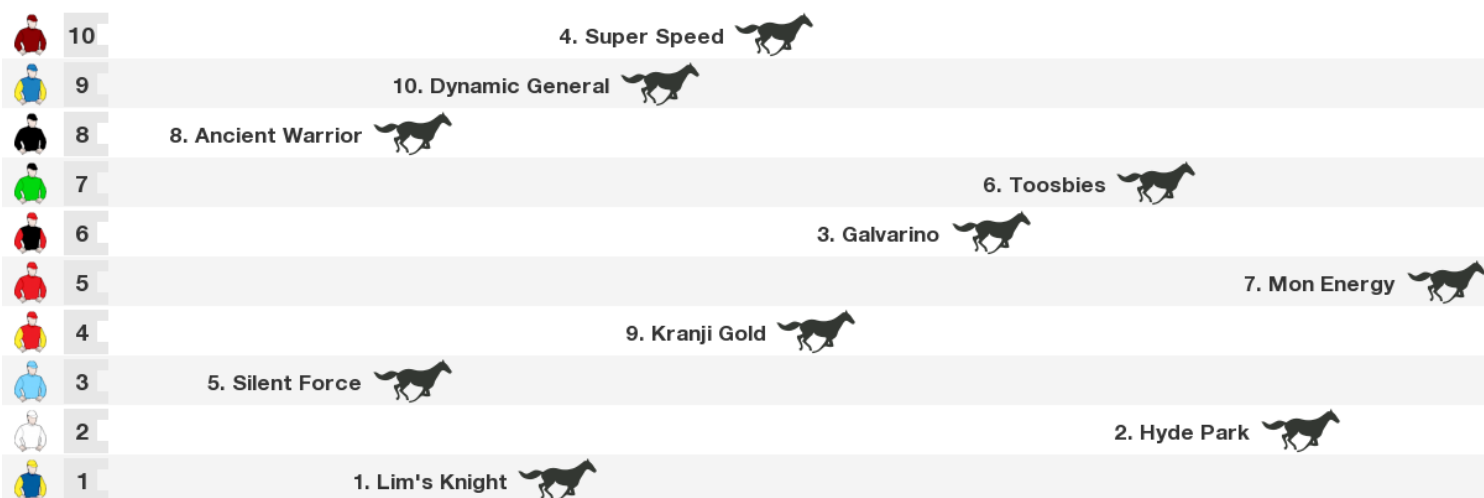 10 4. Super Speed
9 10. Dynamic General
8 8. Ancient Warrior
7 6. Toosbies
6 3. Galvarino
5 7. Mon Energy
4 9. Kranji Gold
3 5. Silent Force
2 2. Hyde Park
1 1. Lim's Knight